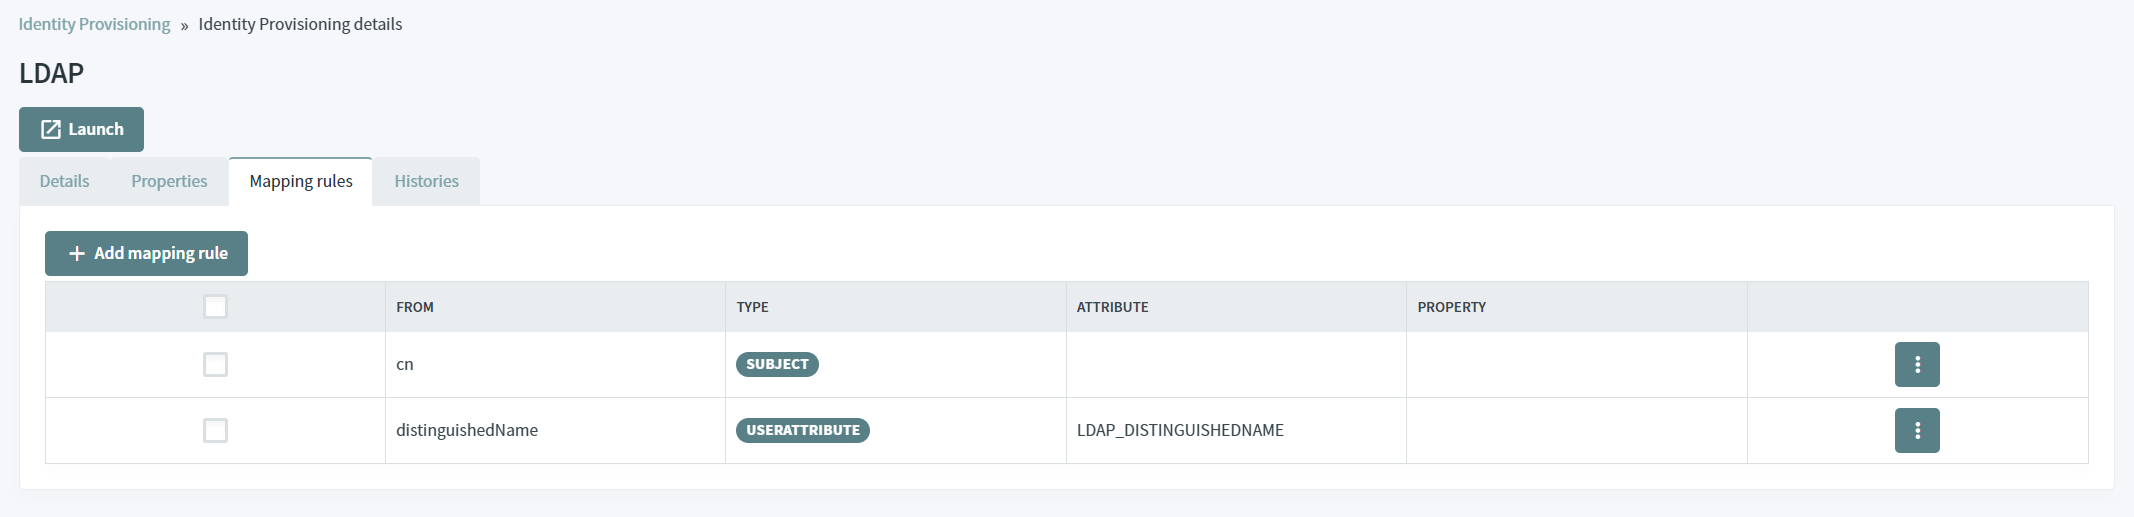 Identity Provisioning » Identity Provisioning details
LDAP
Launch
Details Properties Mapping rules Histories
+ Add mapping rule
FROM TYPE ATTRIBUTE PROPERTY
cn SUBJECT
distinguishedName USERATTRIBUTE LDAP_DISTINGUISHEDNAME